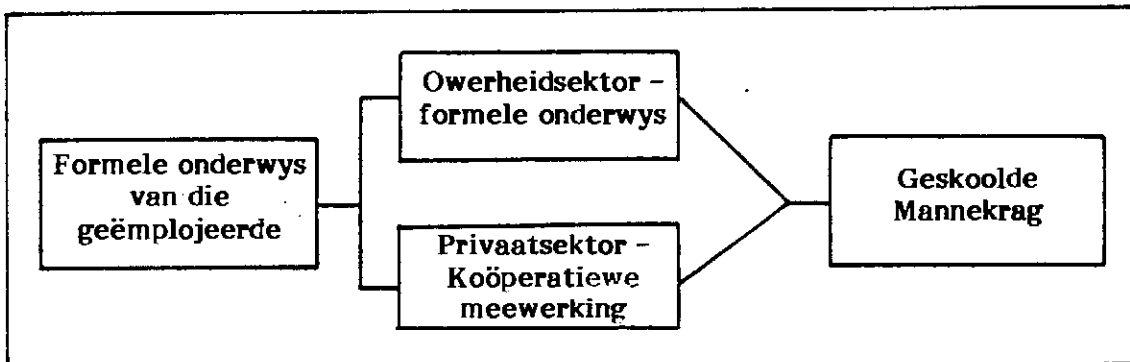 Formele onderwys
van die
geëmplojeerde
Owerheidsektor -
formele onderwys
Privaatsektor -
Koöperatiewe
meewerking
Geskoolde
Mannekrag